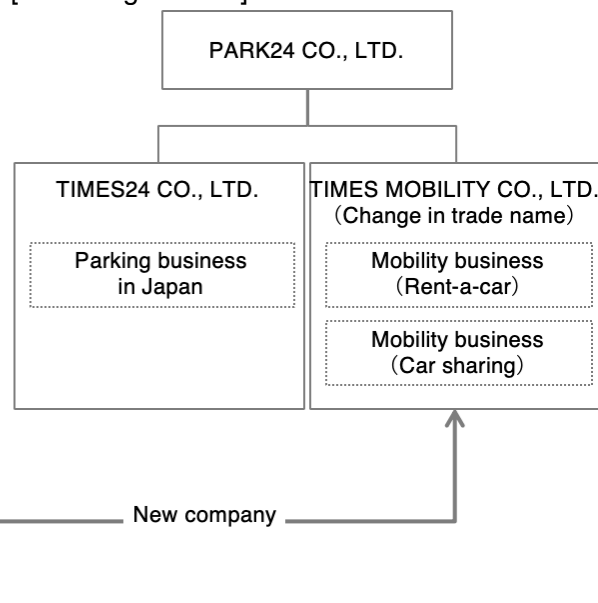 PARK24 CO., LTD.
TIMES24 CO., LTD.
Parking business
in Japan
TIMES MOBILITY CO., LTD.
（Change in trade name）
Mobility business
（Rent-a-car）
Mobility business
（Car sharing）
New company